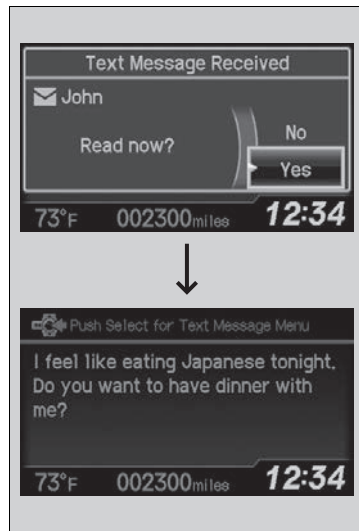 Text Message Received
John
Read now?
No
Yes
73°F 002300miles 12:34
Push Select for Text Message Menu
I feel like eating Japanese tonight.
Do you want to have dinner with
me?
73°F 002300miles 12:34